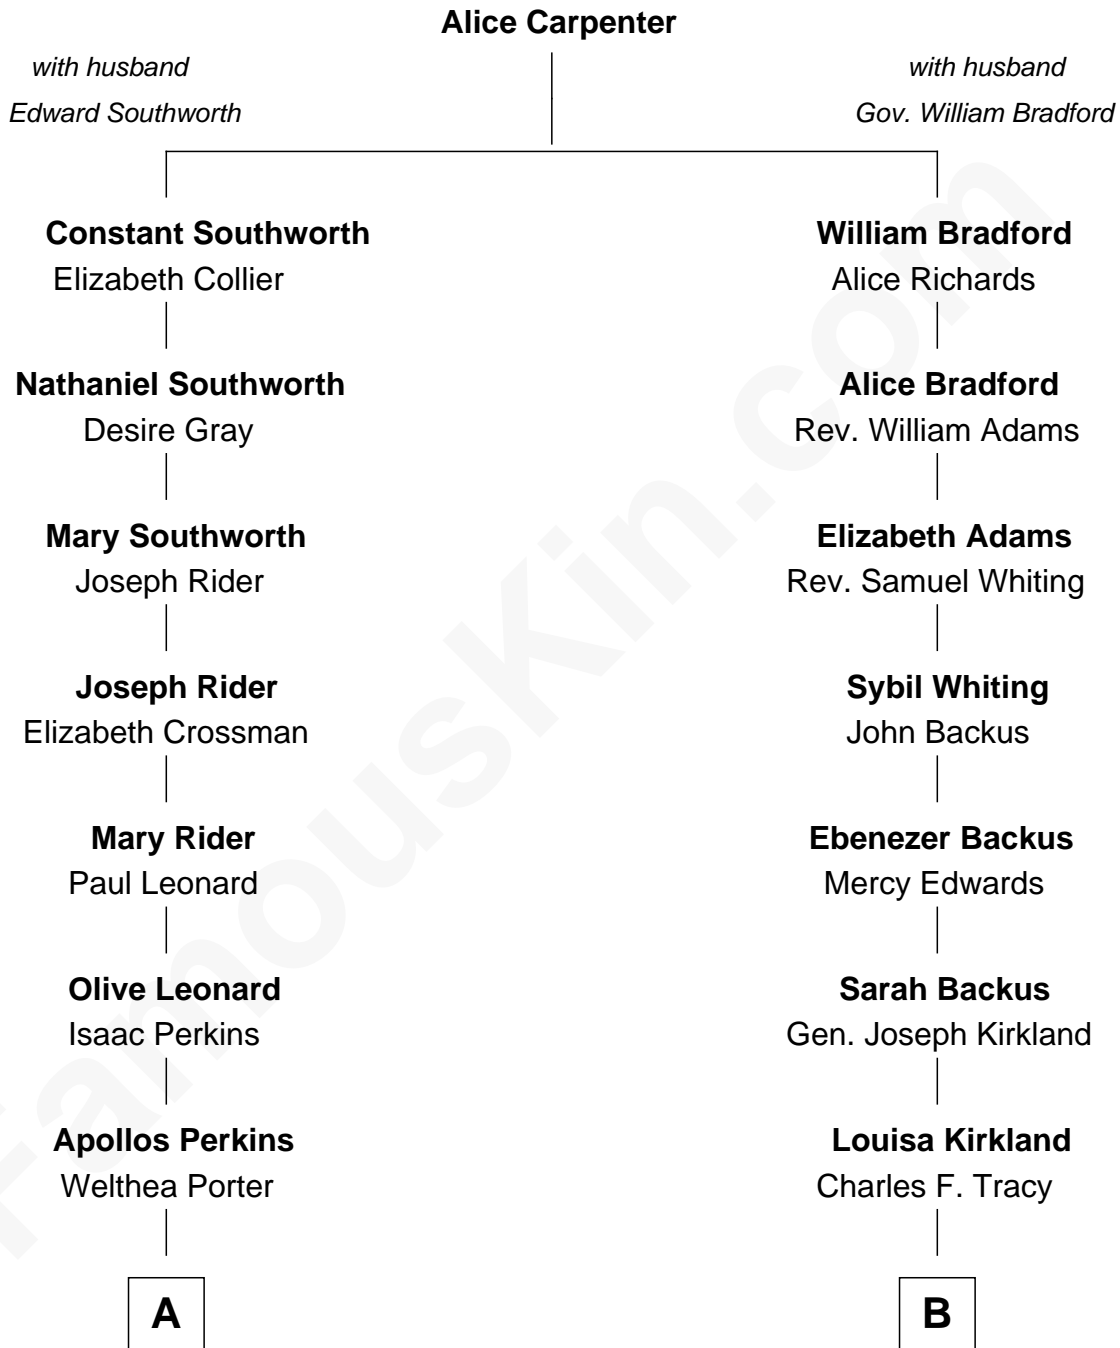 Alice Carpenter
with husband
Edward Southworth
with husband
Gov. William Bradford
Constant Southworth
Elizabeth Collier
William Bradford
Alice Richards
Nathaniel Southworth
Desire Gray
Alice Bradford
Rev. William Adams
Mary Southworth
Joseph Rider
Elizabeth Adams
Rev. Samuel Whiting
Joseph Rider
Elizabeth Crossman
Sybil Whiting
John Backus
Mary Rider
Paul Leonard
Ebenezer Backus
Mercy Edwards
Olive Leonard
Isaac Perkins
Sarah Backus
Gen. Joseph Kirkland
Apollos Perkins
Welthea Porter
Louisa Kirkland
Charles F. Tracy
A
B
FamousKin.com